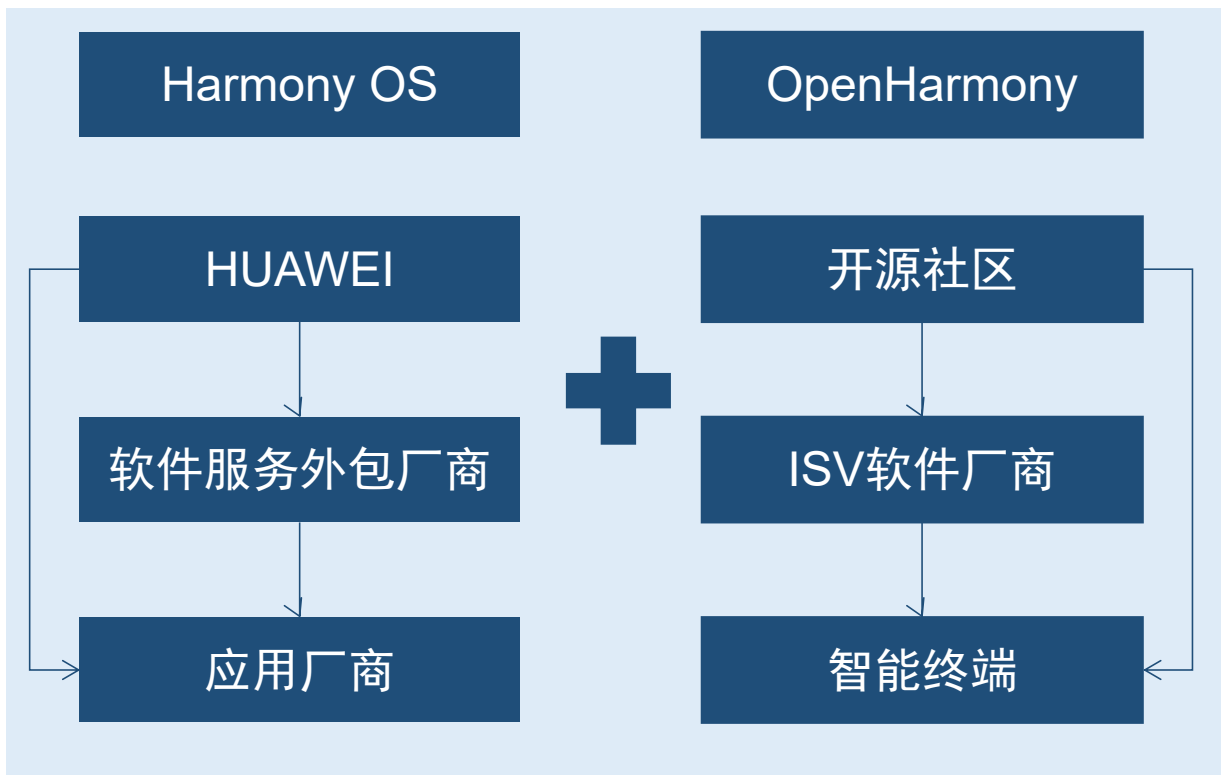 Harmony OS
OpenHarmony
HUAWEI
开源社区
软件服务外包厂商
ISV软件厂商
应用厂商
智能终端